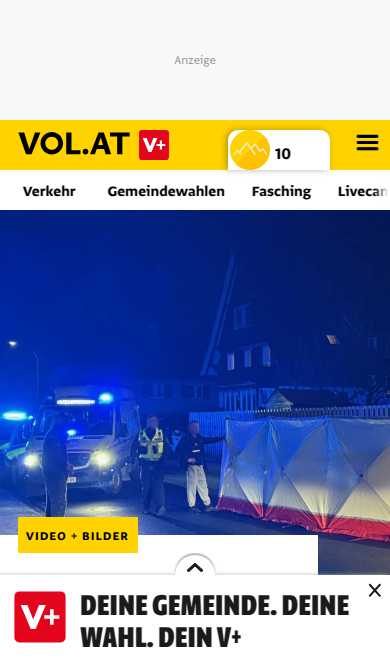 Anzeige
VOL.AT V+
10
Verkehr Gemeindewahlen Fasching Livecam
VIDEO + BILDER
V+ DEINE GEMEINDE. DEINE
WAHL. DEIN V+